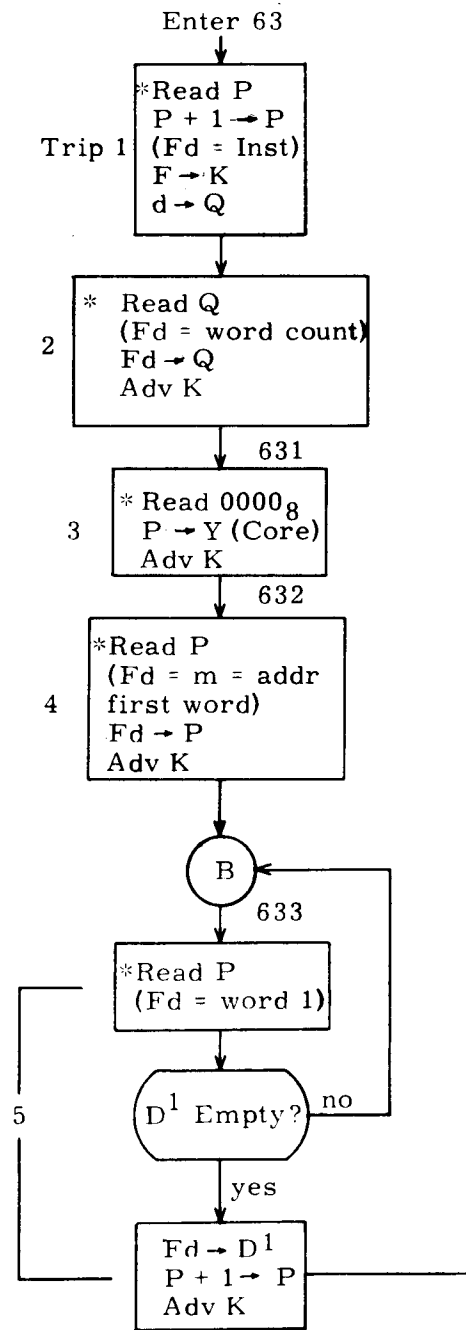 Enter 63
*Read P
P + 1 → P
Trip 1
(Fd = Inst)
F → K
d → Q
* Read Q
(Fd = word count)
2
Fd → Q
Adv K
631
* Read 0000₈
3
P → Y (Core)
Adv K
632
*Read P
(Fd = m = addr
4
first word)
Fd → P
Adv K
B
633
*Read P
(Fd = word 1)
5
D¹ Empty?
no
yes
Fd → D¹
P + 1 → P
Adv K